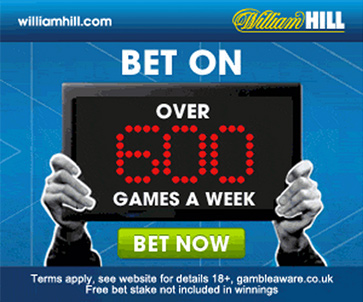 williamhill.com
William HILL
BET ON
OVER
600
GAMES A WEEK
BET NOW
Terms apply, see website for details 18+, gambleaware.co.uk
Free bet stake not included in winnings